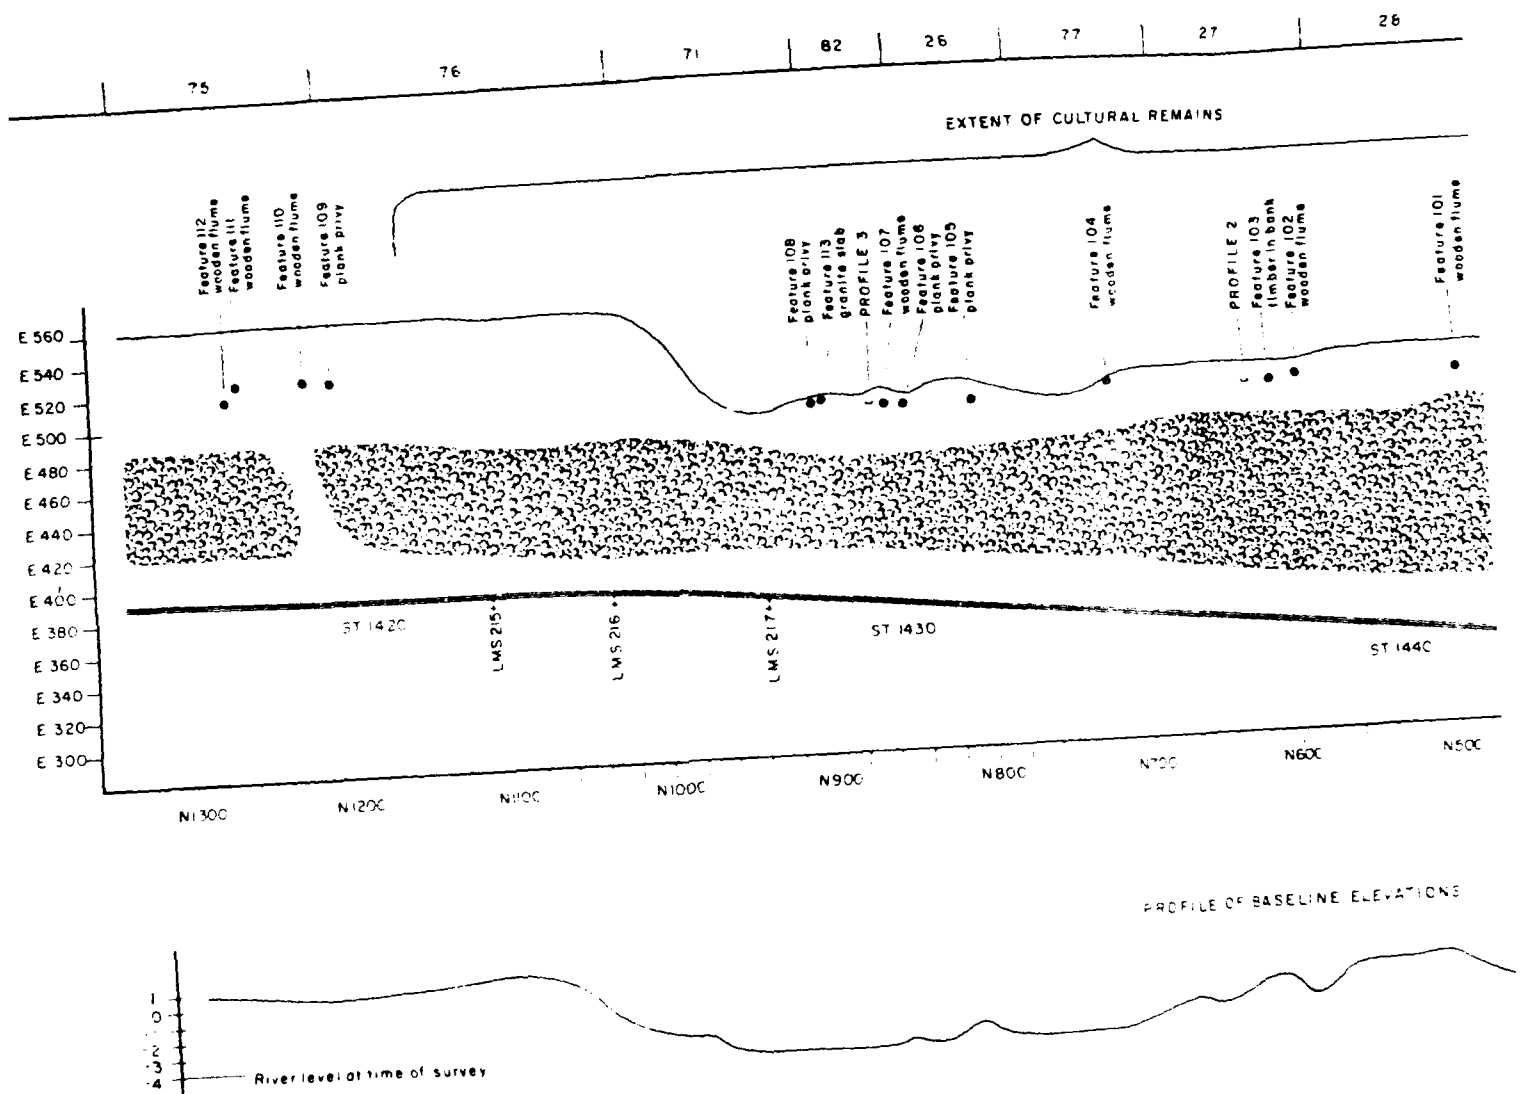 75
76
71
82
26
77
27
28
EXTENT OF CULTURAL REMAINS
Feature 112
wooden flume
Feature 111
wooden flume
Feature 110
wooden flume
Feature 109
plank privy
Feature 108
plank privy
Feature 113
granite slab
PROFILE 3
Feature 107
wooden flume
Feature 106
plank privy
Feature 105
plank privy
Feature 104
wooden flume
PROFILE 2
Feature 103
timber in bank
Feature 102
wooden flume
Feature 101
wooden flume
E 560
E 540
E 520
E 500
E 480
E 460
E 440
E 420
E 400
E 380
E 360
E 340
E 320
E 300
ST 1420
LMS 215
LMS 216
LMS 217
ST 1430
ST 1440
N1300
N1200
N1100
N1000
N900
N800
N700
N600
N500
PROFILE OF BASELINE ELEVATIONS
1
0
-2
-3
-4
River level at time of survey